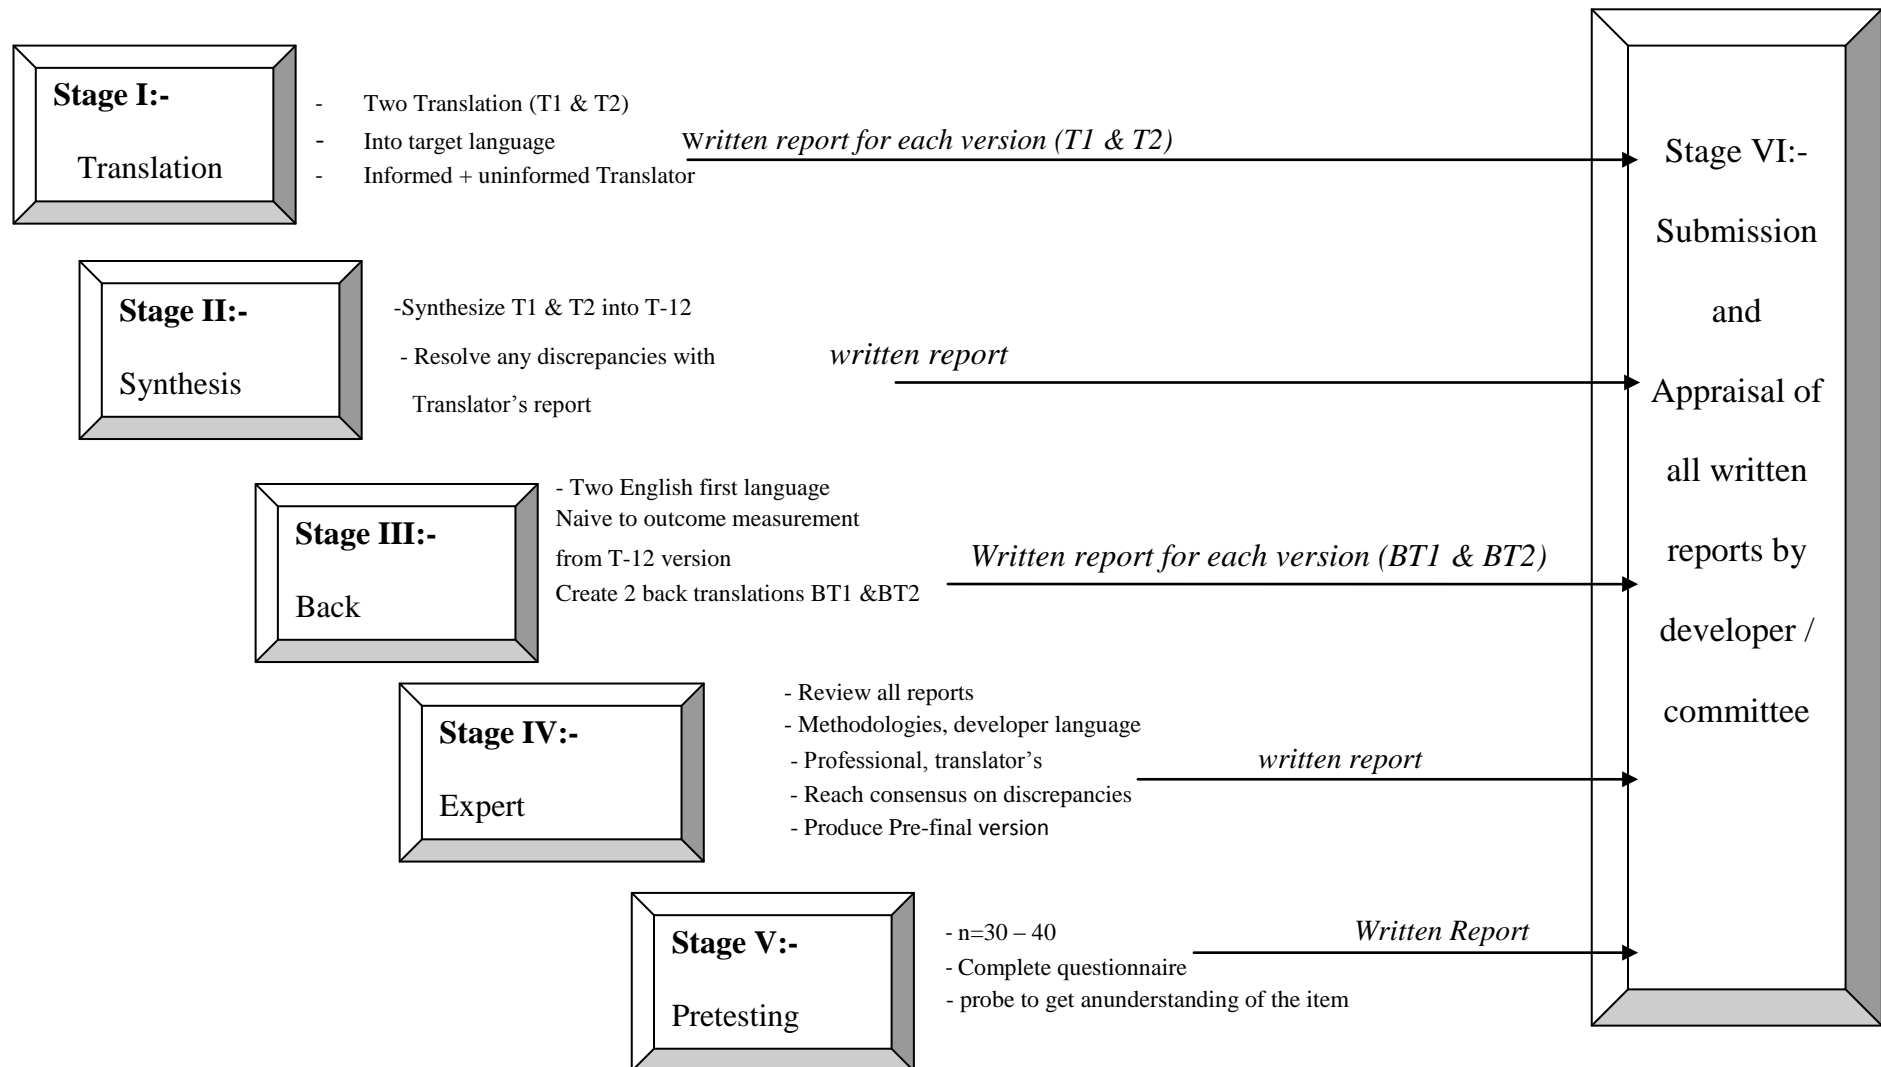 Stage I:-
Translation
- Two Translation (T1 & T2)
- Into target language
- Informed + uninformed Translator
Written report for each version (T1 & T2)
Stage II:-
Synthesis
-Synthesize T1 & T2 into T-12
- Resolve any discrepancies with
Translator’s report
written report
Stage III:-
Back
- Two English first language
Naive to outcome measurement
from T-12 version
Create 2 back translations BT1 &BT2
Written report for each version (BT1 & BT2)
Stage IV:-
Expert
- Review all reports
- Methodologies, developer language
- Professional, translator’s
- Reach consensus on discrepancies
- Produce Pre-final version
written report
Stage V:-
Pretesting
- n=30 – 40
- Complete questionnaire
- probe to get anunderstanding of the item
Written Report
Stage VI:-
Submission
and
Appraisal of
all written
reports by
developer /
committee